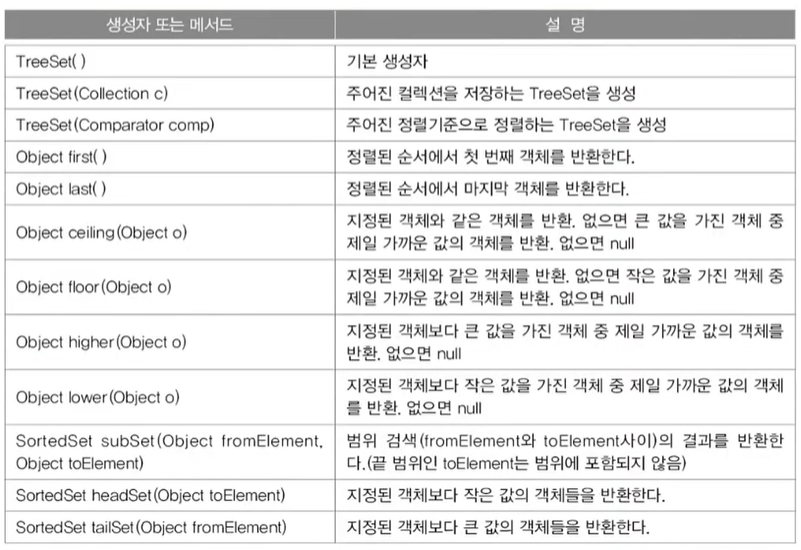 생성자 또는 메서드
설 명
TreeSet( )
기본 생성자
TreeSet(Collection c)
주어진 컬렉션을 저장하는 TreeSet을 생성
TreeSet(Comparator comp)
주어진 정렬기준으로 정렬하는 TreeSet을 생성
Object first( )
정렬된 순서에서 첫 번째 객체를 반환한다.
Object last( )
정렬된 순서에서 마지막 객체를 반환한다.
Object ceiling(Object o)
지정된 객체와 같은 객체를 반환. 없으면 큰 값을 가진 객체 중
제일 가까운 값의 객체를 반환. 없으면 null
Object floor(Object o)
지정된 객체와 같은 객체를 반환. 없으면 작은 값을 가진 객체 중
제일 가까운 값의 객체를 반환. 없으면 null
Object higher(Object o)
지정된 객체보다 큰 값을 가진 객체 중 제일 가까운 값의 객체를
반환. 없으면 null
Object lower(Object o)
지정된 객체보다 작은 값을 가진 객체 중 제일 가까운 값의 객체
를 반환. 없으면 null
SortedSet subSet(Object fromElement,
Object toElement)
범위 검색(fromElement와 toElement사이)의 결과를 반환한
다.(끝 범위인 toElement는 범위에 포함되지 않음)
SortedSet headSet(Object toElement)
지정된 객체보다 작은 값의 객체들을 반환한다.
SortedSet tailSet(Object fromElement)
지정된 객체보다 큰 값의 객체들을 반환한다.